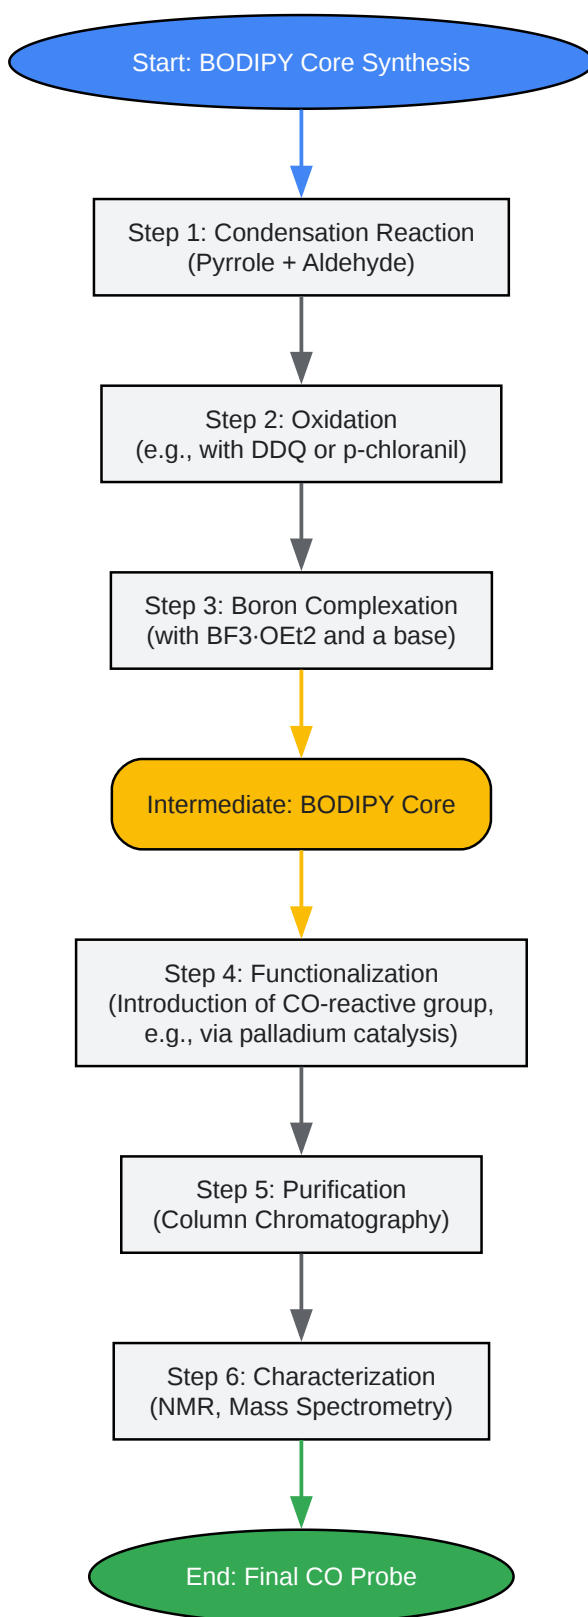 Start: BODIPY Core Synthesis
Step 1: Condensation Reaction
(Pyrrole + Aldehyde)
Step 2: Oxidation
(e.g., with DDQ or p-chloranil)
Step 3: Boron Complexation
(with BF3·OEt2 and a base)
Intermediate: BODIPY Core
Step 4: Functionalization
(Introduction of CO-reactive group,
e.g., via palladium catalysis)
Step 5: Purification
(Column Chromatography)
Step 6: Characterization
(NMR, Mass Spectrometry)
End: Final CO Probe